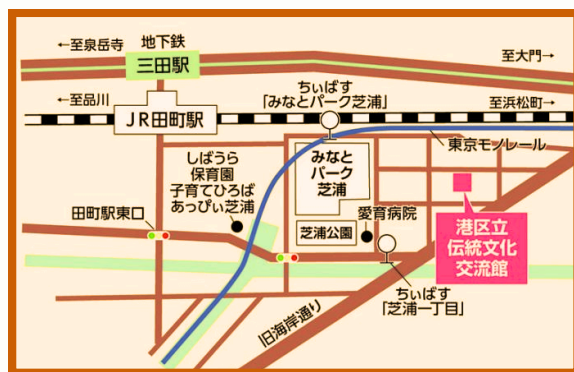 ←至泉岳寺
地下鉄
三田駅
至大門→
←至品川
JR田町駅
ちぃばす
「みなとパーク芝浦」
至浜松町→
東京モノレール
しばうら
保育園
子育てひろば
あっぴぃ芝浦
みなと
パーク
芝浦
田町駅東口
芝浦公園
愛育病院
港区立
伝統文化
交流館
ちぃばす
「芝浦一丁目」
旧海岸通り